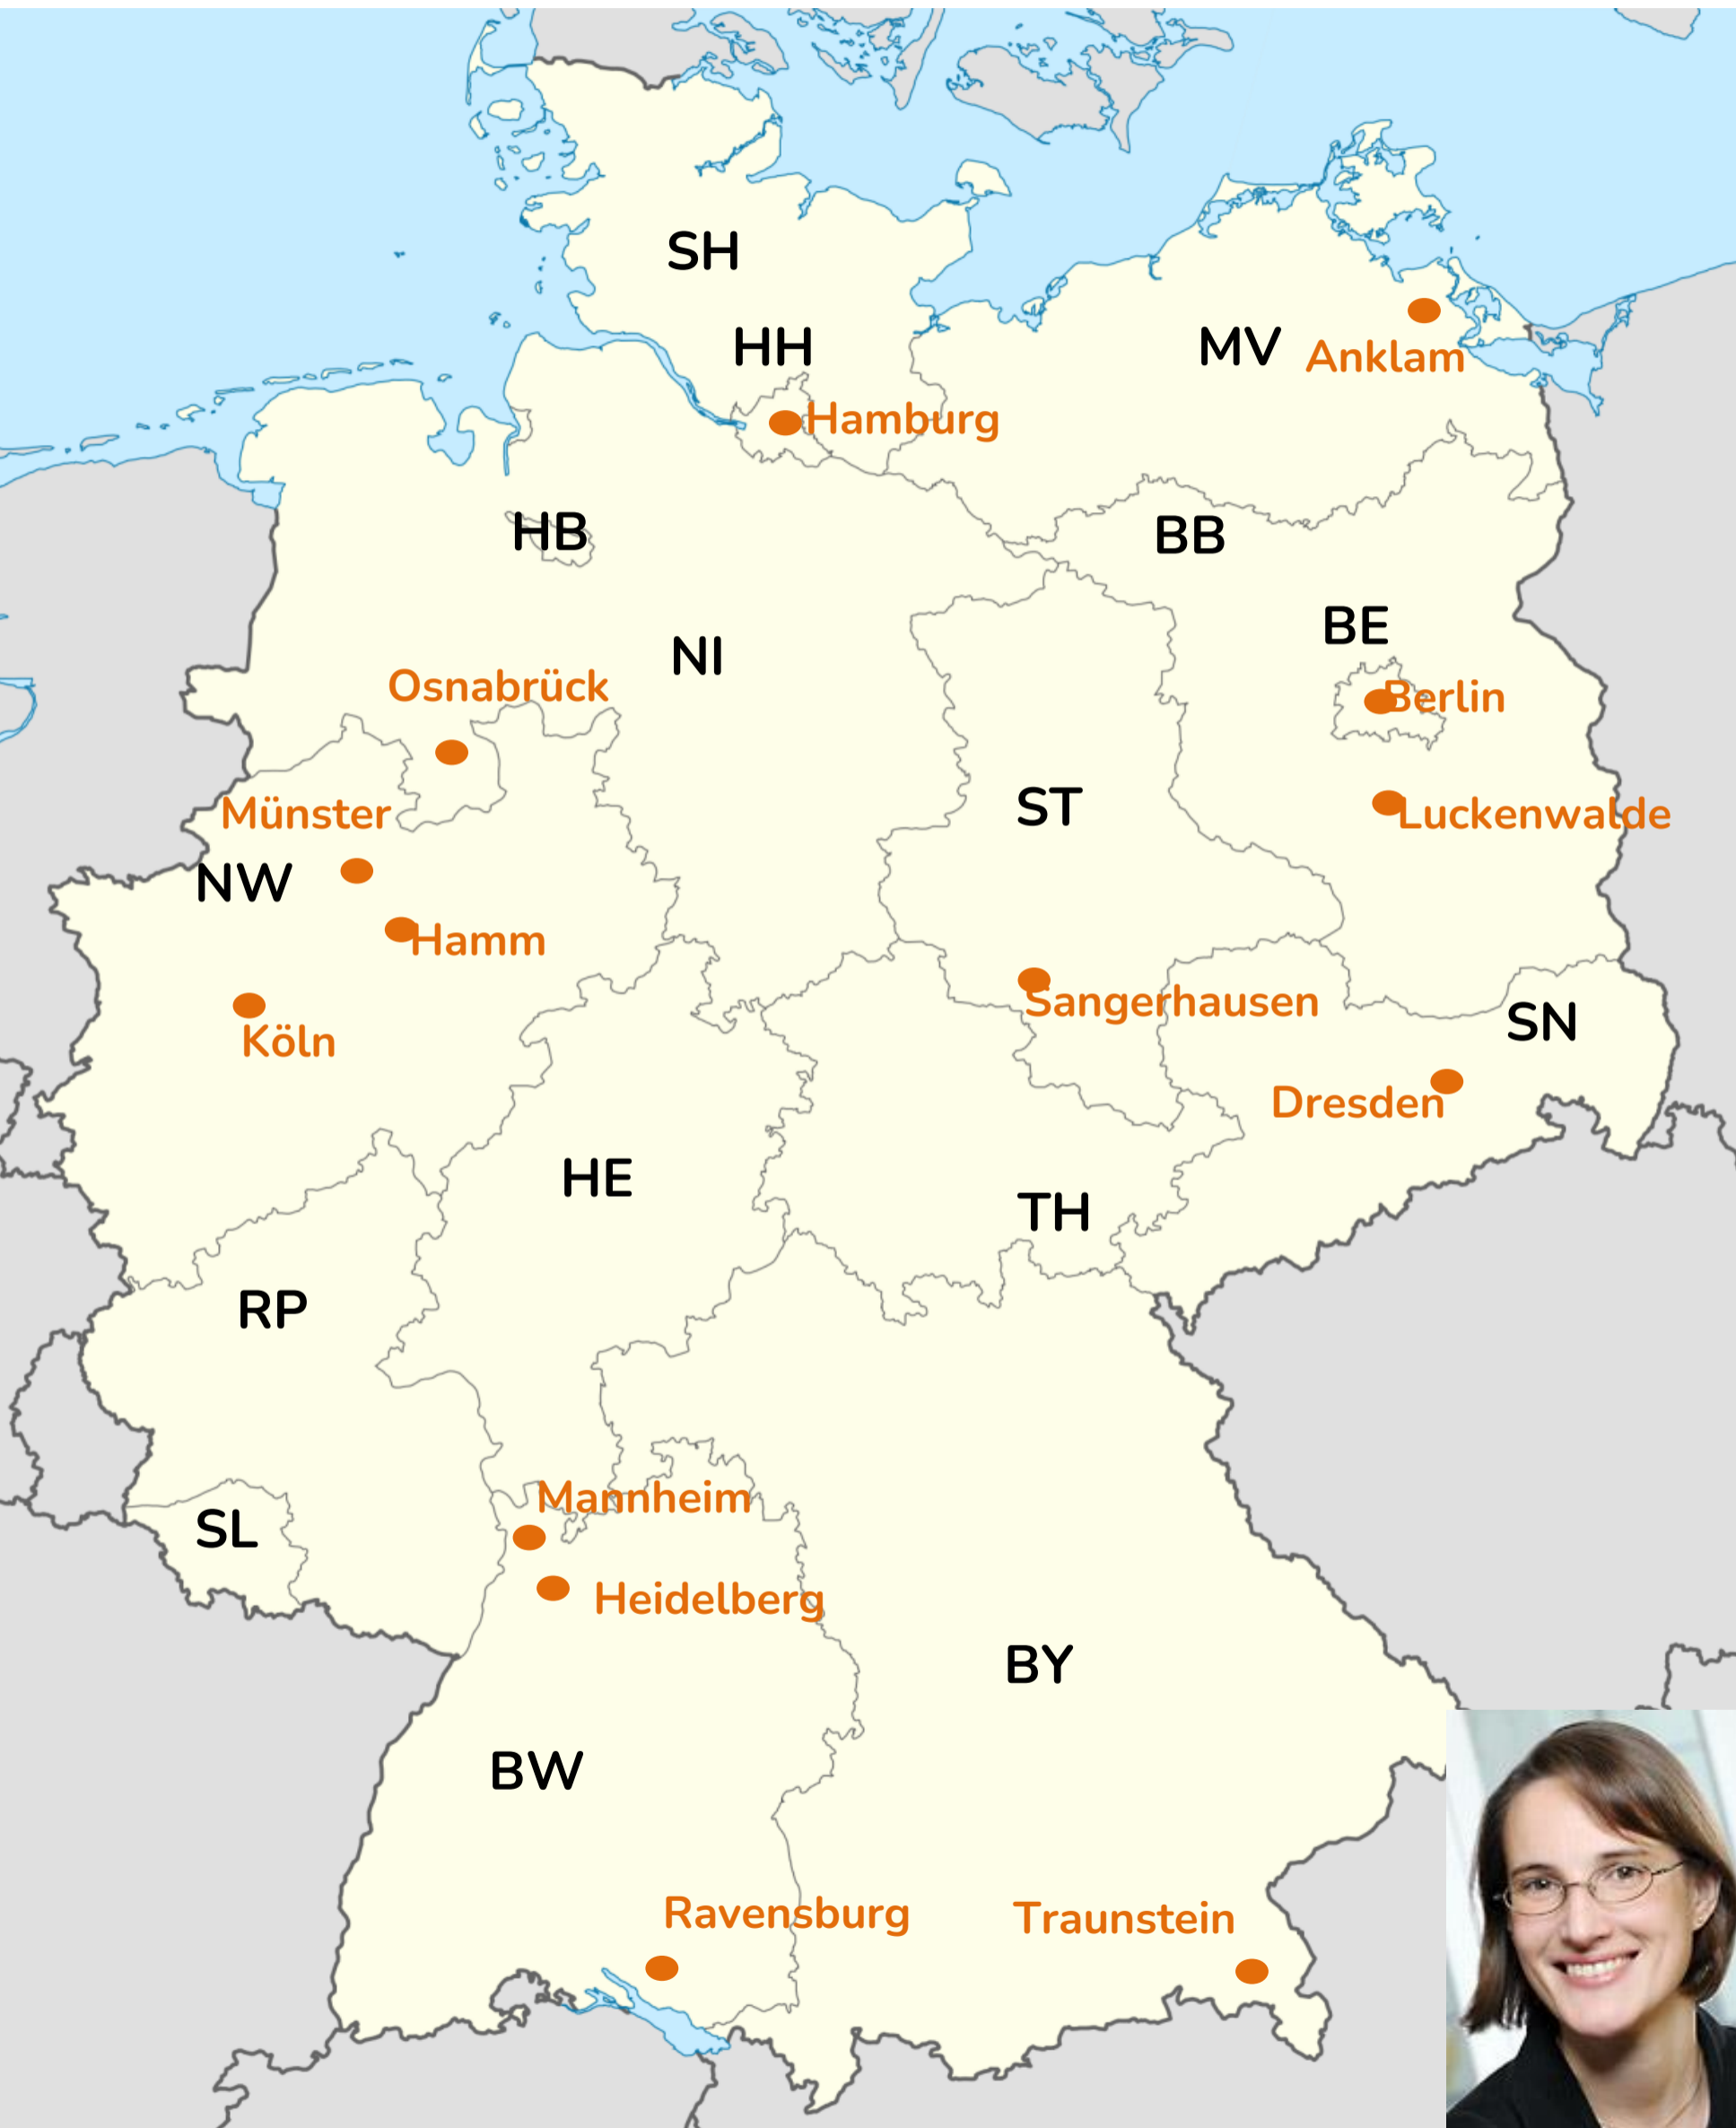 SH
HH
MV
Anklam
Hamburg
HB
BB
BE
NI
Osnabrück
Berlin
ST
Münster
Luckenwalde
NW
Hamm
Sangerhausen
Köln
SN
Dresden
HE
TH
RP
Mannheim
SL
Heidelberg
BY
BW
Ravensburg
Traunstein